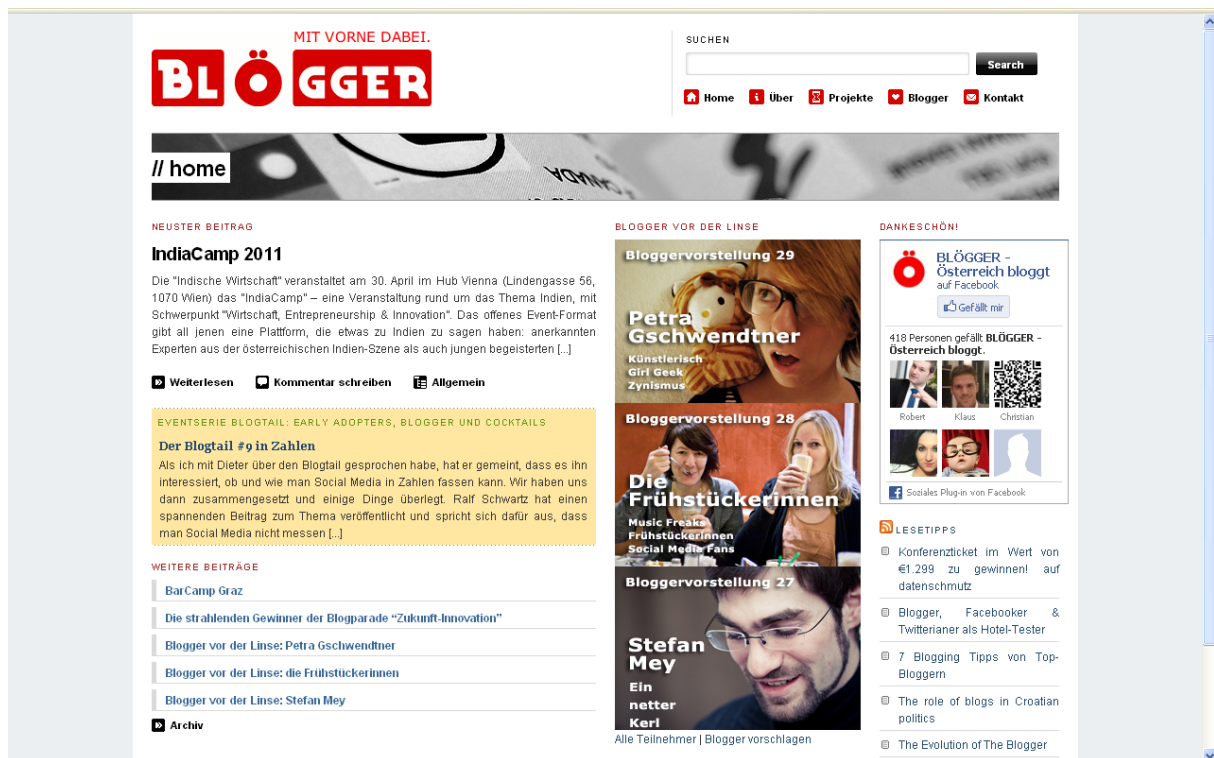 MIT VORNE DABEI.
BLÖGGER
SUCHEN
Search
Home
Über
Projekte
Blogger
Kontakt
// home
CANADA
NEUSTER BEITRAG
IndiaCamp 2011
Die "Indische Wirtschaft" veranstaltet am 30. April im Hub Vienna (Lindengasse 56,
1070 Wien) das "IndiaCamp" – eine Veranstaltung rund um das Thema Indien, mit
Schwerpunkt "Wirtschaft, Entrepreneurship & Innovation". Das offenes Event-Format
gibt all jenen eine Plattform, die etwas zu Indien zu sagen haben: anerkannten
Experten aus der österreichischen Indien-Szene als auch jungen begeisterten [...]
Weiterlesen
Kommentar schreiben
Allgemein
EVENTSERIE BLOGTAIL: EARLY ADOPTERS, BLOGGER UND COCKTAILS
Der Blogtail #9 in Zahlen
Als ich mit Dieter über den Blogtail gesprochen habe, hat er gemeint, dass es ihn
interessiert, ob und wie man Social Media in Zahlen fassen kann. Wir haben uns
dann zusammengesetzt und einige Dinge überlegt. Ralf Schwartz hat einen
spannenden Beitrag zum Thema veröffentlicht und spricht sich dafür aus, dass
man Social Media nicht messen [...]
WEITERE BEITRÄGE
BarCamp Graz
Die strahlenden Gewinner der Blogparade “Zukunft-Innovation”
Blogger vor der Linse: Petra Gschwendtner
Blogger vor der Linse: die Frühstückerinnen
Blogger vor der Linse: Stefan Mey
Archiv
BLOGGER VOR DER LINSE
Bloggervorstellung 29
Petra
Gschwendtner
Künstlerisch
Girl Geek
Zynismus
Bloggervorstellung 28
Die
Frühstückerinnen
Music Freaks
Frühstückerinnen
Social Media Fans
Bloggervorstellung 27
Stefan
Mey
Ein
netter
Kerl
Alle Teilnehmer | Blogger vorschlagen
DANKESCHÖN!
BLÖGGER -
Österreich bloggt
auf Facebook
Gefällt mir
418 Personen gefällt BLÖGGER -
Österreich bloggt.
Robert
Klaus
Christian
Soziales Plug-in von Facebook
LESETIPPS
Konferenzticket im Wert von
€1.299 zu gewinnen! auf
datenschmutz
Blogger, Facebooker &
Twitterianer als Hotel-Tester
7 Blogging Tipps von Top-
Bloggern
The role of blogs in Croatian
politics
The Evolution of The Blogger